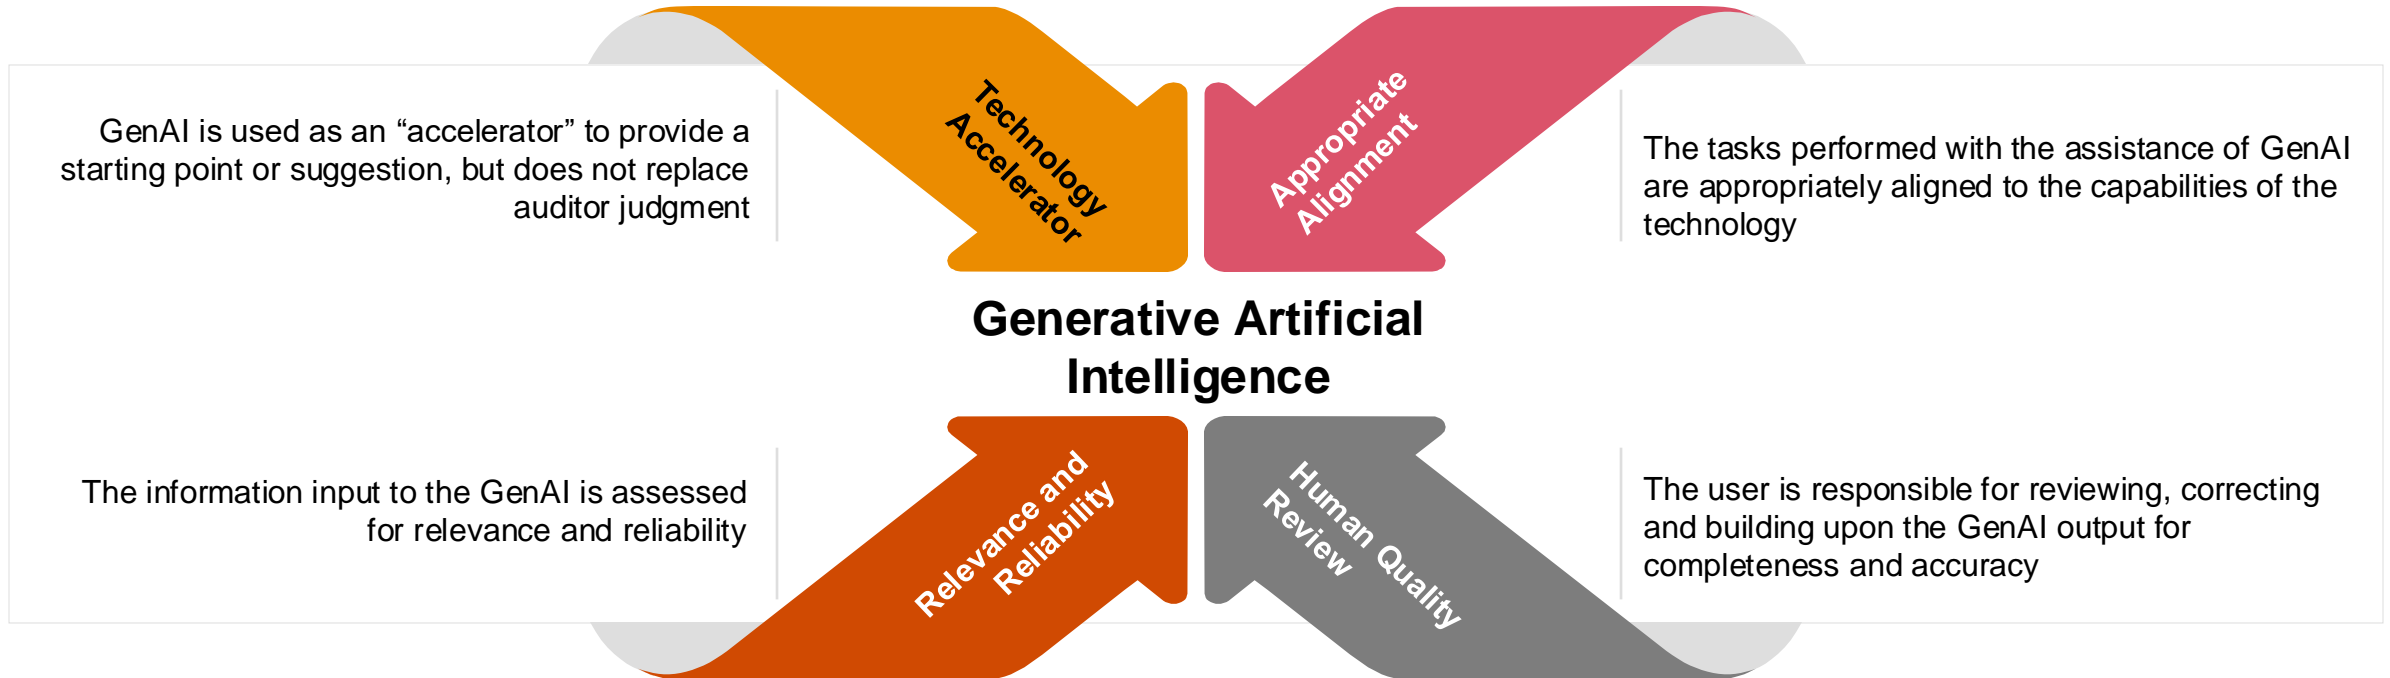 GenAI is used as an “accelerator” to provide a
starting point or suggestion, but does not replace
auditor judgment
Technology
Accelerator
Appropriate
Alignment
The tasks performed with the assistance of GenAI
are appropriately aligned to the capabilities of the
technology
Generative Artificial
Intelligence
The information input to the GenAI is assessed
for relevance and reliability
Relevance and
Reliability
Human Quality
Review
The user is responsible for reviewing, correcting
and building upon the GenAI output for
completeness and accuracy